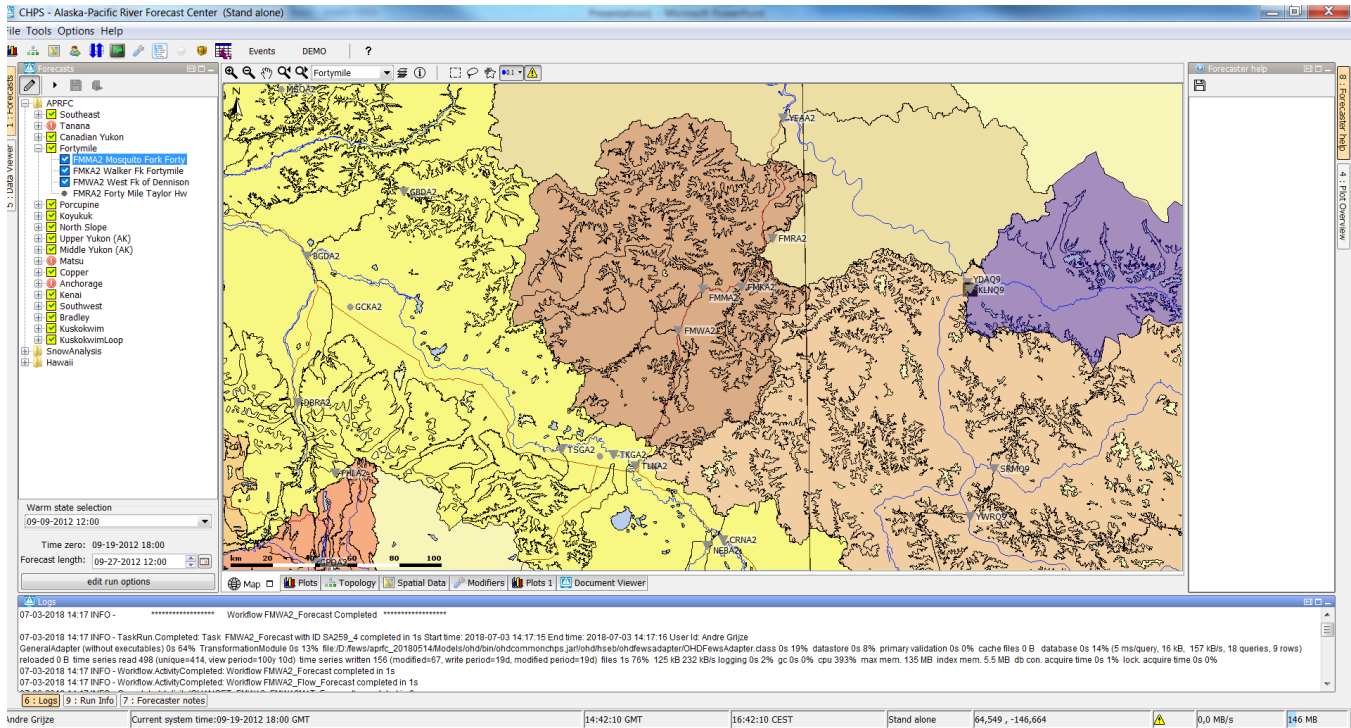 CHPS - Alaska-Pacific River Forecast Center (Stand alone)
Presentation1 - Microsoft PowerPoint
File Tools Options Help
Events DEMO ?
Forecasts
Fortymile
Forecaster help
1 : Forecasts
5 : Data Viewer
8 : Forecaster help
4 : Plot Overview
APRFC
Southeast
Tanana
Canadian Yukon
Fortymile
FMMA2 Mosquito Fork Forty
FMKA2 Walker Fk Fortymile
FMWA2 West Fk of Dennison
FMRA2 Forty Mile Taylor Hw
Porcupine
Koyukuk
North Slope
Upper Yukon (AK)
Middle Yukon (AK)
Matsu
Copper
Anchorage
Kenai
Southwest
Bradley
Kuskokwim
KuskokwimLoop
SnowAnalysis
Hawaii
N
YEAA2
GBDA2
FMRA2
BGDA2
YDAQ9
KLNQ9
FMKA2
FMMA2
GCKA2
FMWA2
TSGA2
TKGA2
TLNA2
PHLA2
SRMQ9
YWRQ9
CRNA2
NEBA2
km 20 60 80 100
Warm state selection
09-09-2012 12:00
Time zero: 09-19-2012 18:00
Forecast length: 09-27-2012 12:00
edit run options
Map Plots Topology Spatial Data Modifiers Plots 1 Document Viewer
Logs
07-03-2018 14:17 INFO - ****************** Workflow FMWA2_Forecast Completed ******************
07-03-2018 14:17 INFO - TaskRun.Completed: Task FMWA2_Forecast with ID SA259_4 completed in 1s Start time: 2018-07-03 14:17:15 End time: 2018-07-03 14:17:16 User Id: Andre Grijze
GeneralAdapter (without executables) 0s 64% TransformationModule 0s 13% file:/D:/fews/aprfc_20180514/Models/ohd/bin/ohdcommonchps.jar!/ohd/hseb/ohdfewsadapter/OHDFewsAdapter.class 0s 19% datastore 0s 8% primary validation 0s 0% cache files 0 B database 0s 14% (5 ms/query, 16 kB, 157 kB/s, 18 queries, 9 rows)
reloaded 0 B time series read 498 (unique=414, view period=100y 10d) time series written 156 (modified=67, write period=19d, modified period=19d) files 1s 76% 125 kB 232 kB/s logging 0s 2% gc 0s 0% cpu 393% max mem. 135 MB index mem. 5.5 MB db con. acquire time 0s 1% lock. acquire time 0s 0%
07-03-2018 14:17 INFO - Workflow.ActivityCompleted: Workflow FMWA2_Forecast completed in 1s
07-03-2018 14:17 INFO - Workflow.ActivityCompleted: Workflow FMWA2_Flow_Forecast completed in 1s
6 : Logs 9 : Run Info 7 : Forecaster notes
Andre Grijze Current system time:09-19-2012 18:00 GMT 14:42:10 GMT 16:42:10 CEST Stand alone 64,549 , -146,664 0,0 MB/s 146 MB